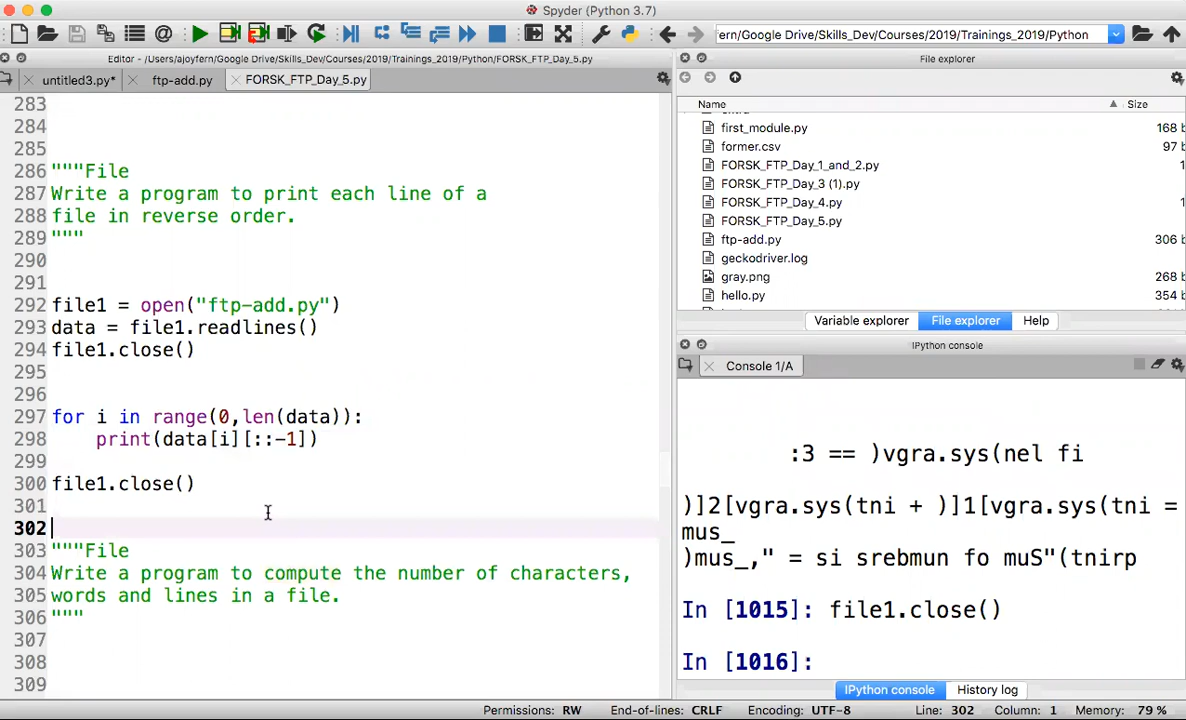 Spyder (Python 3.7)
fern/Google Drive/Skills_Dev/Courses/2019/Trainings_2019/Python
Editor - /Users/ajoyfern/Google Drive/Skills_Dev/Courses/2019/Trainings_2019/Python/FORSK_FTP_Day_5.py
File explorer
untitled3.py*
ftp-add.py
FORSK_FTP_Day_5.py
283
284
285
286 """File
287 Write a program to print each line of a
288 file in reverse order.
289 """
290
291
292 file1 = open("ftp-add.py")
293 data = file1.readlines()
294 file1.close()
295
296
297 for i in range(0,len(data)):
298 print(data[i][::-1])
299
300 file1.close()
301
302
303 """File
304 Write a program to compute the number of characters,
305 words and lines in a file.
306 """
307
308
309
Name Size
first_module.py 168 b
former.csv 97 b
FORSK_FTP_Day_1_and_2.py 1
FORSK_FTP_Day_3 (1).py
FORSK_FTP_Day_4.py 1
FORSK_FTP_Day_5.py
ftp-add.py 306 b
geckodriver.log
gray.png 268 b
hello.py 354 b
Variable explorer File explorer Help
IPython console
Console 1/A
:3 == )vgra.sys(nel fi
)]2[vgra.sys(tni + )]1[vgra.sys(tni =
mus_
)mus_," = si srebmun fo muS"(tnirp
In [1015]: file1.close()
In [1016]:
IPython console History log
Permissions: RW End-of-lines: CRLF Encoding: UTF-8 Line: 302 Column: 1 Memory: 79 %